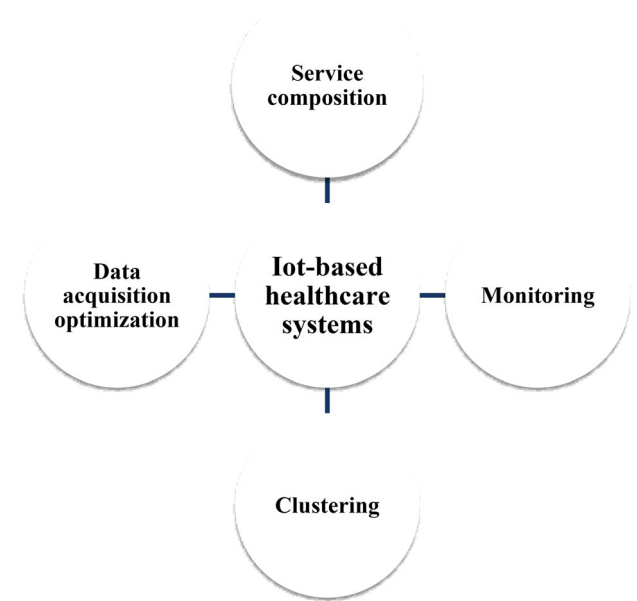 Service
composition
Data
acquisition
optimization
Iot-based
healthcare
systems
Monitoring
Clustering